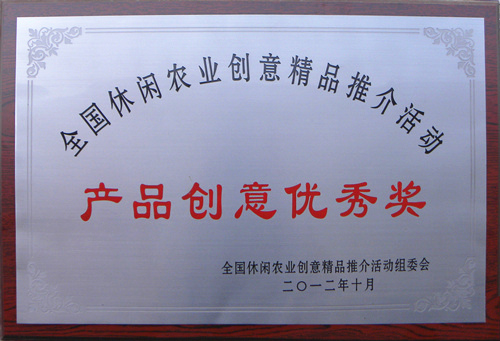 全国休闲农业创意精品推介活动
产品创意优秀奖
全国休闲农业创意精品推介活动组委会
二〇一二年十月